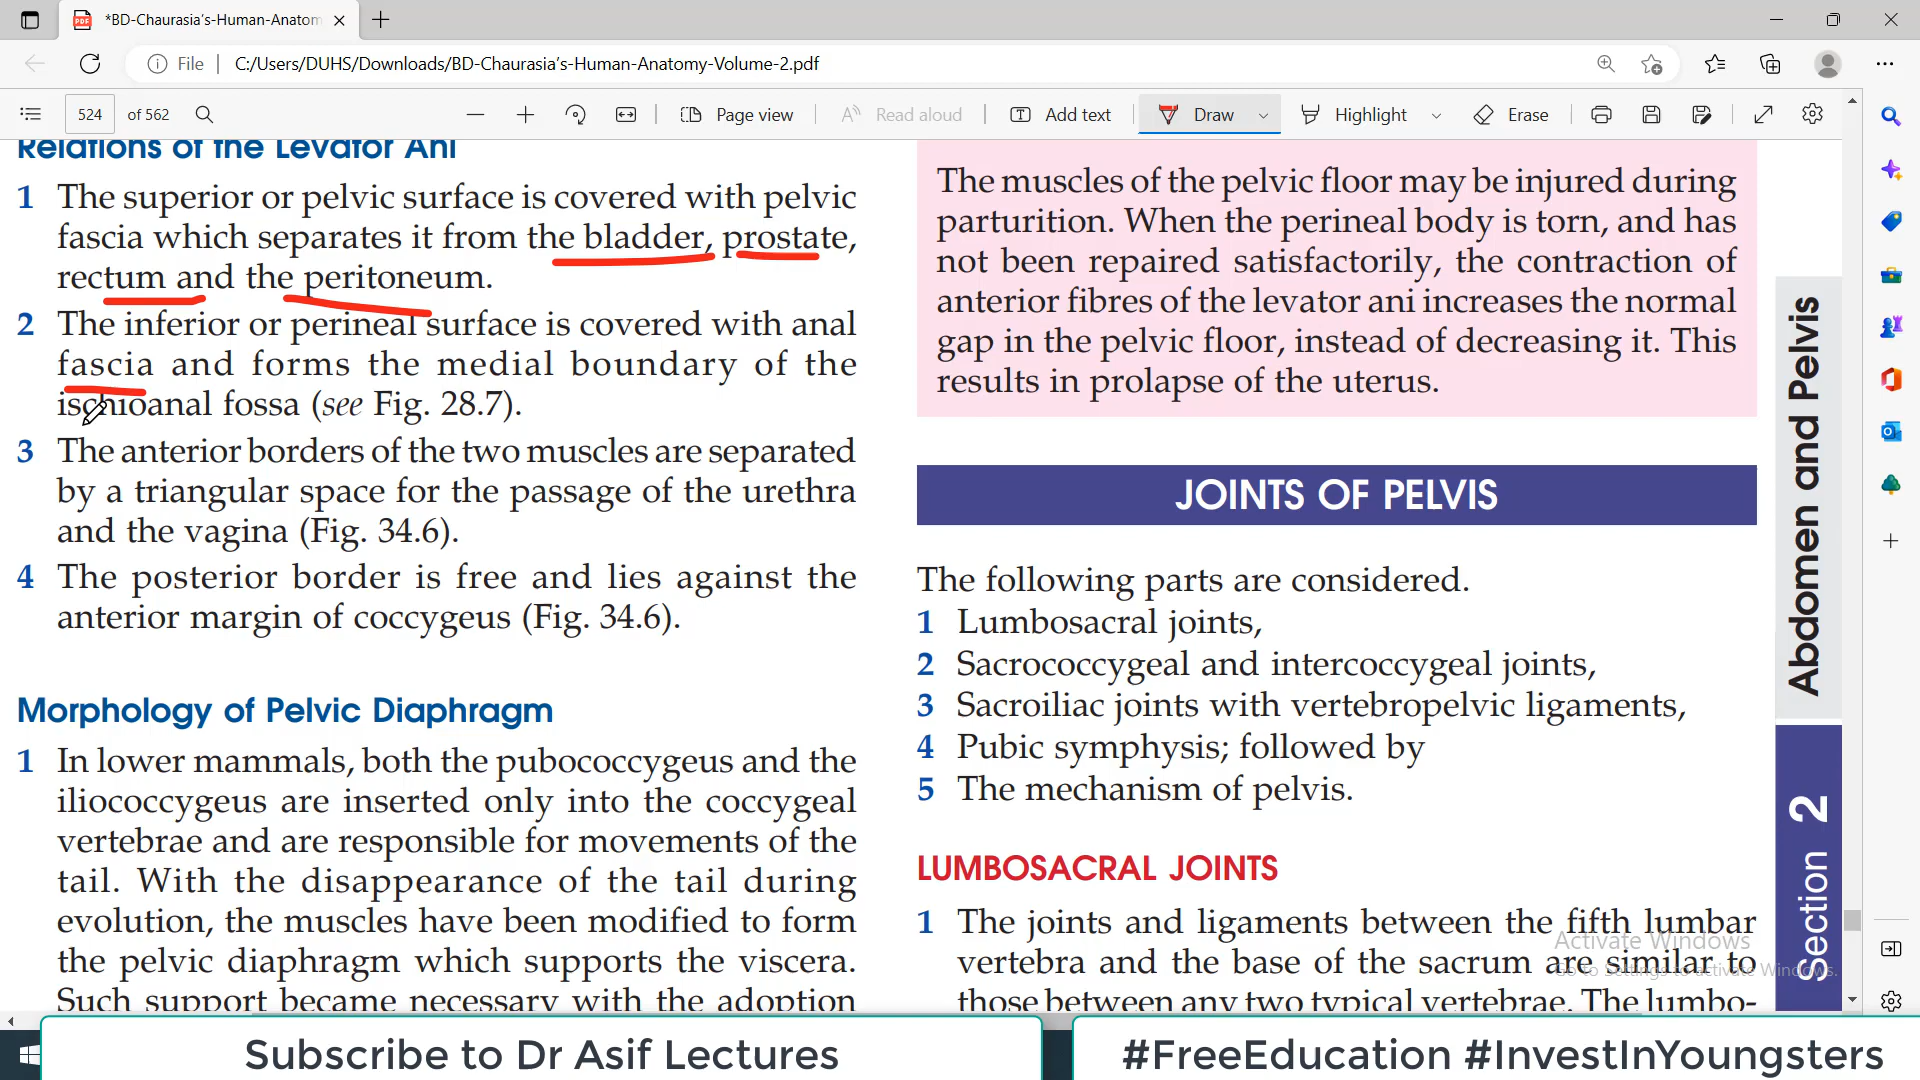 *BD-Chaurasia's-Human-Anatom
File
C:/Users/DUHS/Downloads/BD-Chaurasia's-Human-Anatomy-Volume-2.pdf
524 of 562
Page view
Read aloud
Add text
Draw
Highlight
Erase
Relations of the Levator Ani
1 The superior or pelvic surface is covered with pelvic
fascia which separates it from the bladder, prostate,
rectum and the peritoneum.
2 The inferior or perineal surface is covered with anal
fascia and forms the medial boundary of the
ischioanal fossa (see Fig. 28.7).
3 The anterior borders of the two muscles are separated
by a triangular space for the passage of the urethra
and the vagina (Fig. 34.6).
4 The posterior border is free and lies against the
anterior margin of coccygeus (Fig. 34.6).
Morphology of Pelvic Diaphragm
1 In lower mammals, both the pubococcygeus and the
iliococcygeus are inserted only into the coccygeal
vertebrae and are responsible for movements of the
tail. With the disappearance of the tail during
evolution, the muscles have been modified to form
the pelvic diaphragm which supports the viscera.
Such support became necessary with the adoption
The muscles of the pelvic floor may be injured during
parturition. When the perineal body is torn, and has
not been repaired satisfactorily, the contraction of
anterior fibres of the levator ani increases the normal
gap in the pelvic floor, instead of decreasing it. This
results in prolapse of the uterus.
JOINTS OF PELVIS
The following parts are considered.
1 Lumbosacral joints,
2 Sacrococcygeal and intercoccygeal joints,
3 Sacroiliac joints with vertebropelvic ligaments,
4 Pubic symphysis; followed by
5 The mechanism of pelvis.
LUMBOSACRAL JOINTS
1 The joints and ligaments between the fifth lumbar
vertebra and the base of the sacrum are similar to
those between any two typical vertebrae. The lumbo-
Abdomen and Pelvis
Section 2
Activate Windows
Go to Settings to activate Windows.
Subscribe to Dr Asif Lectures
#FreeEducation #InvestInYoungsters